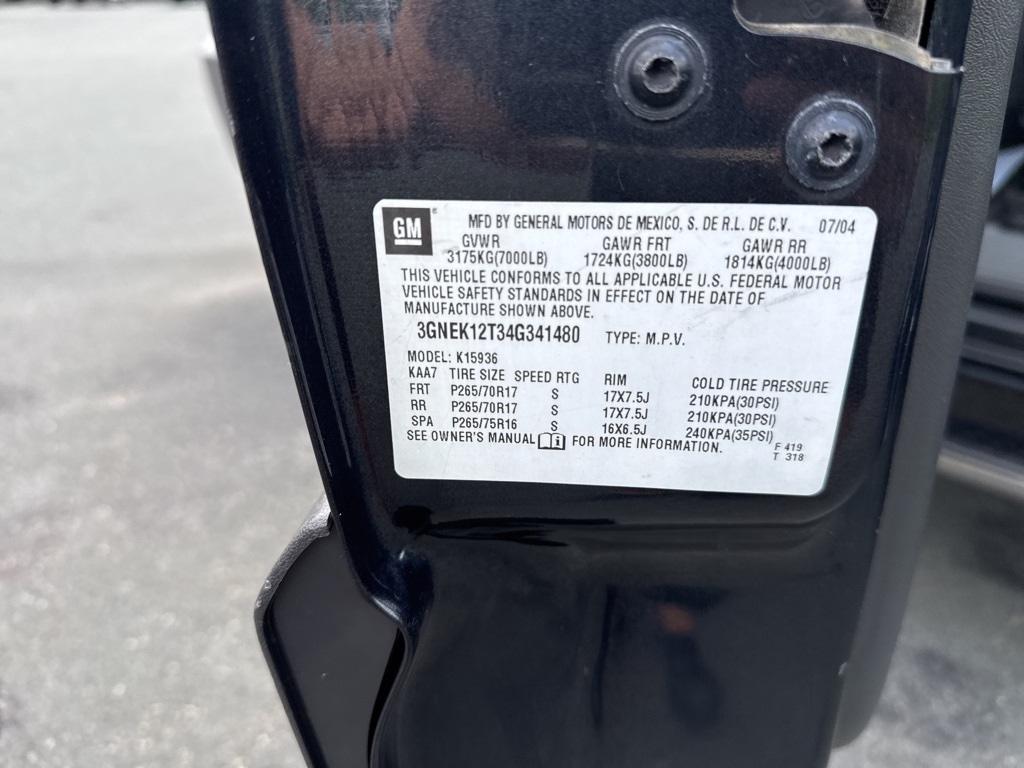 GM® MFD BY GENERAL MOTORS DE MEXICO, S. DE R.L. DE C.V. 07/04
GVWR GAWR FRT GAWR RR
3175KG(7000LB) 1724KG(3800LB) 1814KG(4000LB)
THIS VEHICLE CONFORMS TO ALL APPLICABLE U.S. FEDERAL MOTOR
VEHICLE SAFETY STANDARDS IN EFFECT ON THE DATE OF
MANUFACTURE SHOWN ABOVE.
3GNEK12T34G341480 TYPE: M.P.V.
MODEL: K15936
KAA7 TIRE SIZE SPEED RTG RIM COLD TIRE PRESSURE
FRT P265/70R17 S 17X7.5J 210KPA(30PSI)
RR P265/70R17 S 17X7.5J 210KPA(30PSI)
SPA P265/75R16 S 16X6.5J 240KPA(35PSI)
SEE OWNER'S MANUAL FOR MORE INFORMATION. F 419
T 318